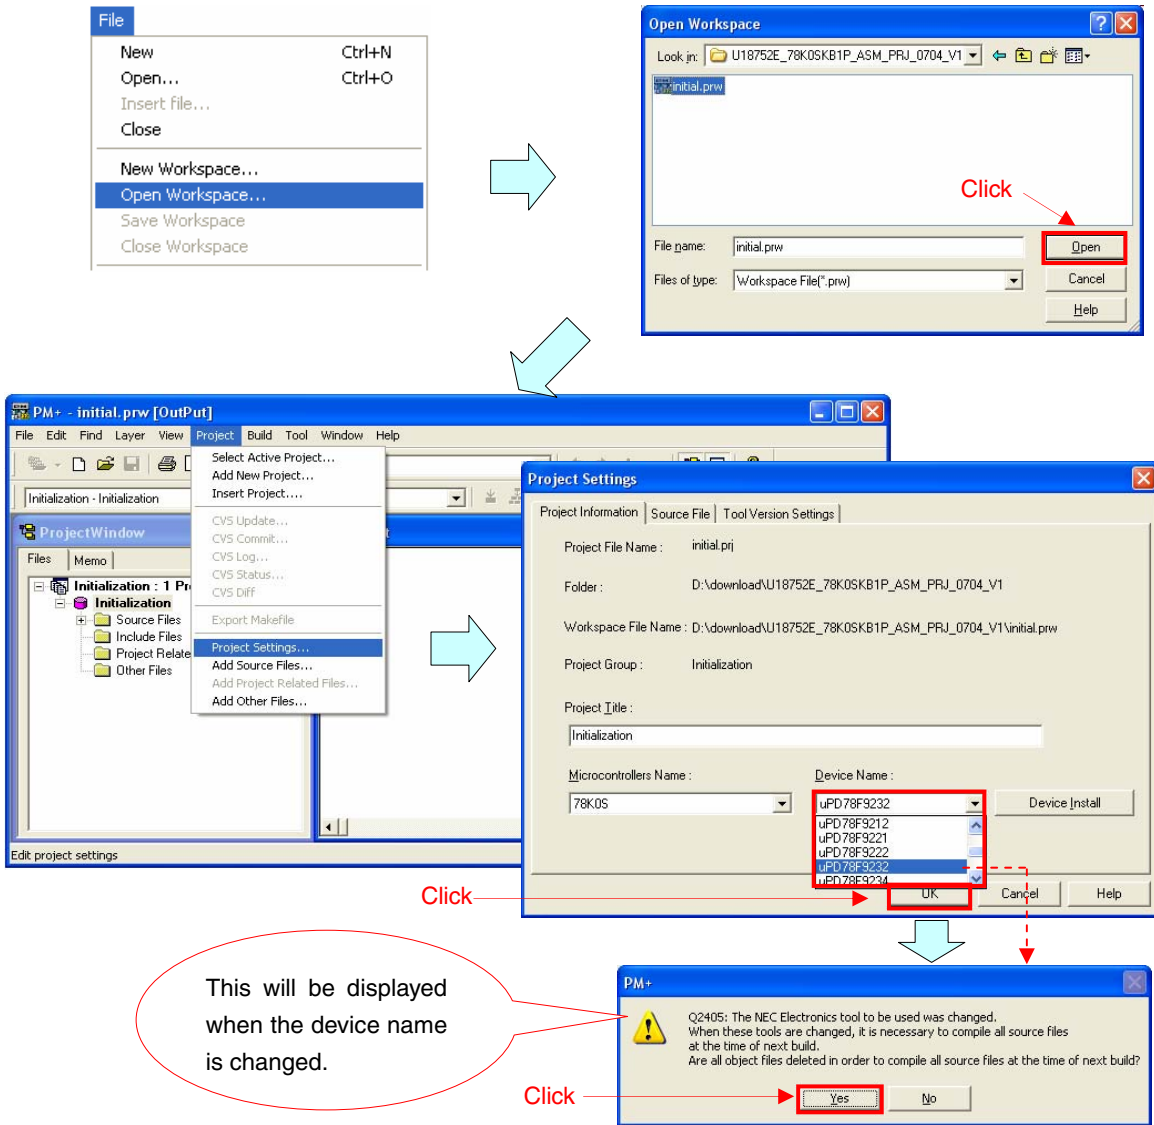 File
New Ctrl+N
Open... Ctrl+O
Insert file...
Close
New Workspace...
Open Workspace...
Save Workspace
Close Workspace
Open Workspace
Look in: U18752E_78K0SKB1P_ASM_PRJ_0704_V1
initial.prw
Click
File name: initial.prw Open
Files of type: Workspace File(*.prw) Cancel
Help
PM+ - initial.prw [OutPut]
File Edit Find Layer View Project Build Tool Window Help
Initialization - Initialization
ProjectWindow
Files Memo
Initialization : 1 Pr
Initialization
Source Files
Include Files
Project Relate
Other Files
Select Active Project...
Add New Project...
Insert Project....
CVS Update...
CVS Commit...
CVS Log...
CVS Status...
CVS Diff
Export Makefile
Project Settings...
Add Source Files...
Add Project Related Files...
Add Other Files...
Edit project settings
Project Settings
Project Information Source File Tool Version Settings
Project File Name : initial.prj
Folder : D:\download\U18752E_78K0SKB1P_ASM_PRJ_0704_V1
Workspace File Name : D:\download\U18752E_78K0SKB1P_ASM_PRJ_0704_V1\initial.prw
Project Group : Initialization
Project Title :
Initialization
Microcontrollers Name : Device Name :
78K0S uPD78F9232 Device Install
uPD78F9212
uPD78F9221
uPD78F9222
uPD78F9232
uPD78F9234
Click OK Cancel Help
This will be displayed
when the device name
is changed.
PM+
Q2405: The NEC Electronics tool to be used was changed.
When these tools are changed, it is necessary to compile all source files
at the time of next build.
Are all object files deleted in order to compile all source files at the time of next build?
Click Yes No